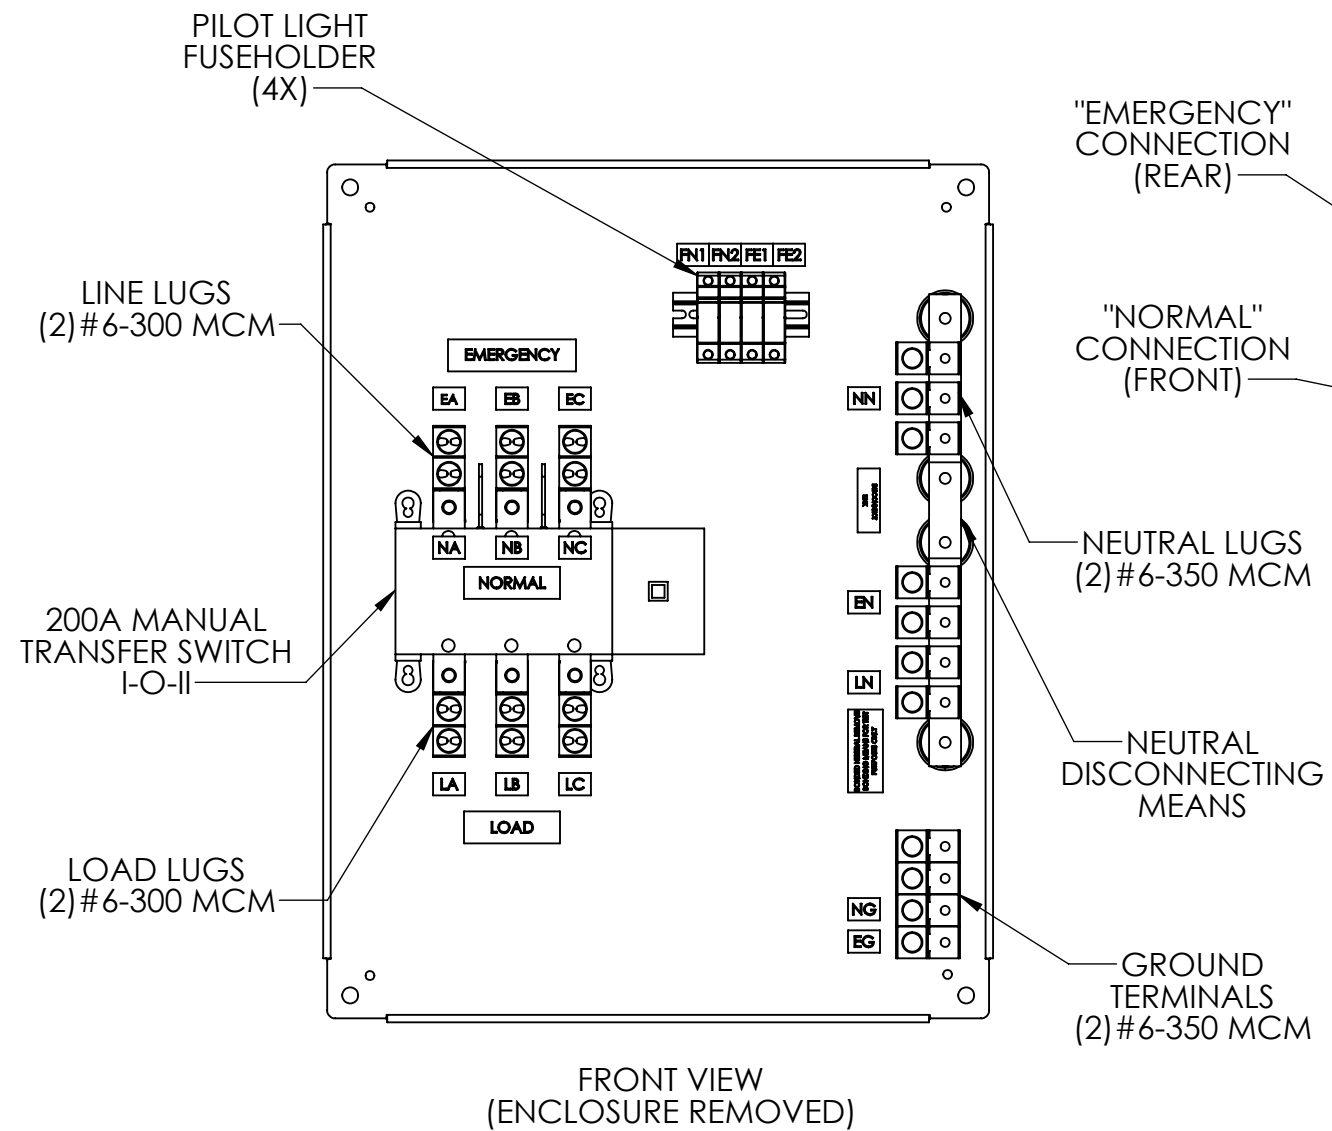 PILOT LIGHT
FUSEHOLDER
(4X)
"EMERGENCY"
CONNECTION
(REAR)
FN1 FN2 FE1 FE2
LINE LUGS
(2)#6-300 MCM
"NORMAL"
CONNECTION
(FRONT)
EMERGENCY
EA EB EC
NN
DISCONNECT
LINK
NA NB NC
NORMAL
NEUTRAL LUGS
(2)#6-350 MCM
EN
200A MANUAL
TRANSFER SWITCH
I-O-II
LN
NEUTRAL
DISCONNECTING
MEANS
LA LB LC
LOAD
LOAD LUGS
(2)#6-300 MCM
NG
EG
GROUND
TERMINALS
(2)#6-350 MCM
FRONT VIEW
(ENCLOSURE REMOVED)